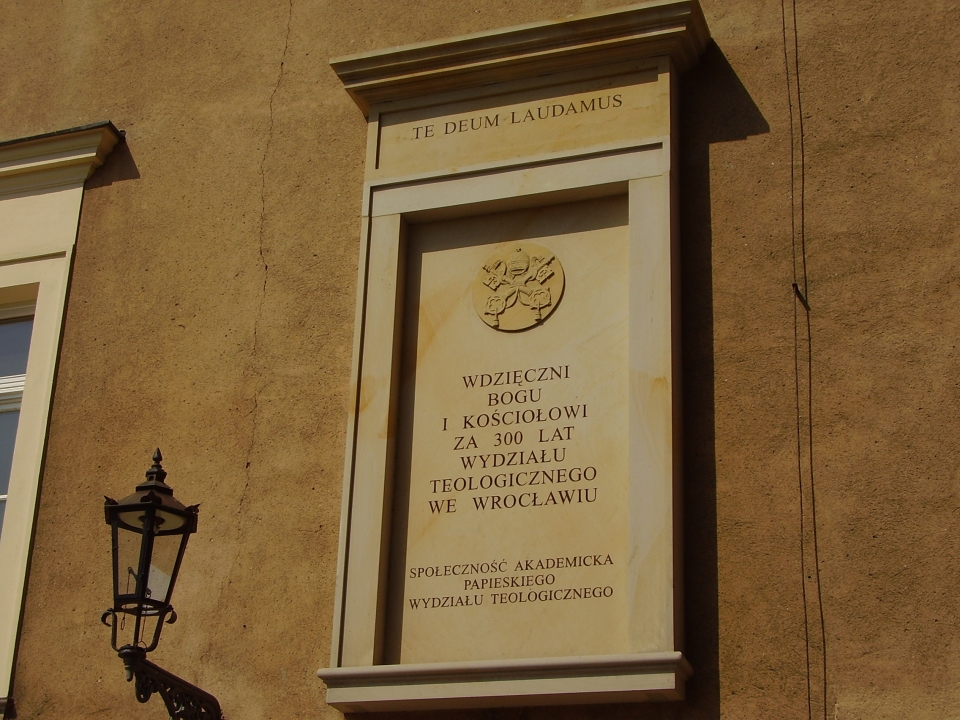 TE DEUM LAUDAMUS
WDZIĘCZNI
BOGU
I KOŚCIOŁOWI
ZA 300 LAT
WYDZIAŁU
TEOLOGICZNEGO
WE WROCŁAWIU
SPOŁECZNOŚĆ AKADEMICKA
PAPIESKIEGO
WYDZIAŁU TEOLOGICZNEGO